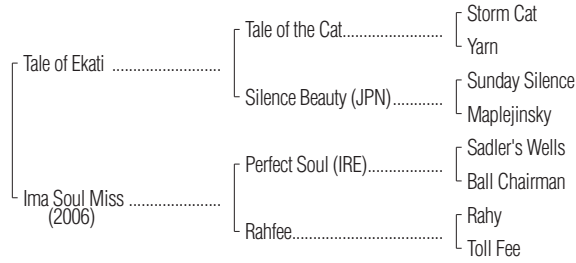 Storm Cat
Tale of the Cat......................
Yarn
Tale of Ekati ......................
Sunday Silence
Silence Beauty (JPN)...........
Maplejinsky
Sadler's Wells
Perfect Soul (IRE).................
Ball Chairman
Ima Soul Miss ....................
(2006)
Rahy
Rahfee..................................
Toll Fee